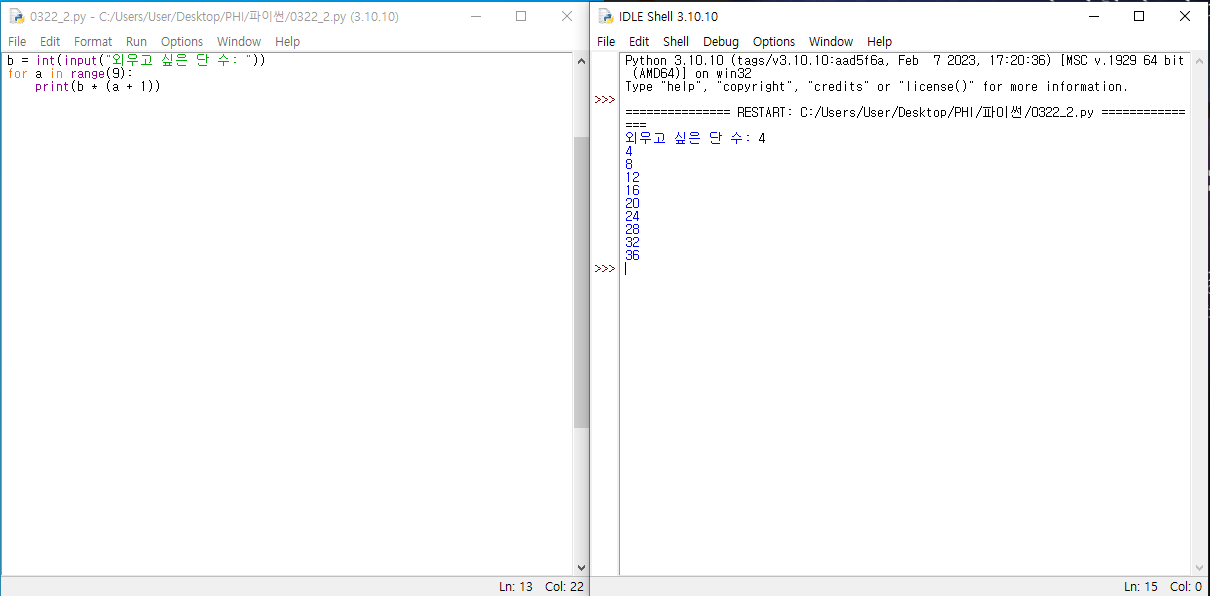 0322_2.py - C:/Users/User/Desktop/PHI/파이썬/0322_2.py (3.10.10)
File Edit Format Run Options Window Help
b = int(input("외우고 싶은 단 수: "))
for a in range(9):
    print(b * (a + 1))
Ln: 13 Col: 22
IDLE Shell 3.10.10
File Edit Shell Debug Options Window Help
Python 3.10.10 (tags/v3.10.10:aad5f6a, Feb  7 2023, 17:20:36) [MSC v.1929 64 bit
 (AMD64)] on win32
Type "help", "copyright", "credits" or "license()" for more information.
>>>
=============== RESTART: C:/Users/User/Desktop/PHI/파이썬/0322_2.py ============
===
외우고 싶은 단 수: 4
4
8
12
16
20
24
28
32
36
>>>
Ln: 15 Col: 0